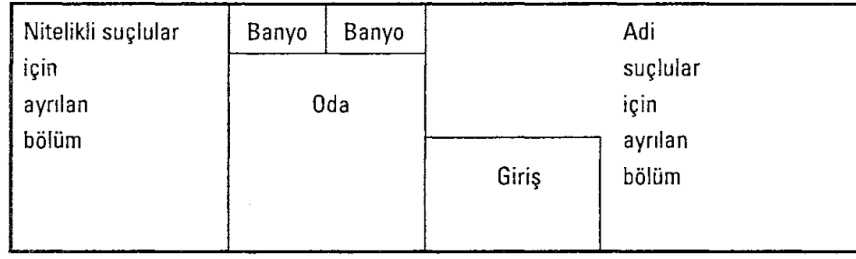 Nitelikli suçlular
için
ayrılan
bölüm
Banyo
Banyo
Oda
Giriş
Adi
suçlular
için
ayrılan
bölüm